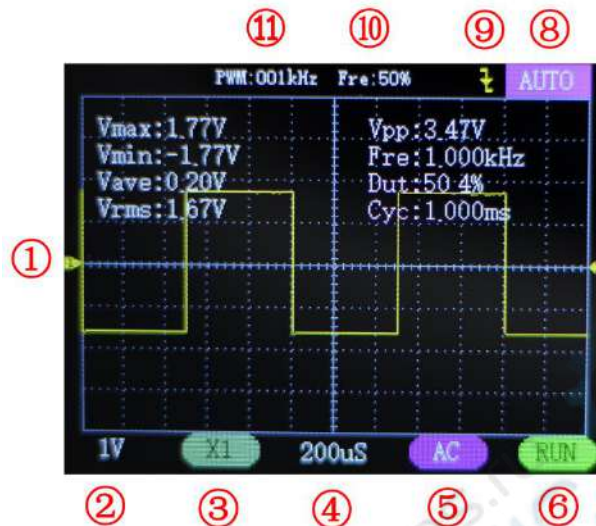 ⑪ ⑩ ⑨ ⑧
PWM:001kHz Fre:50% AUTO
Vmax:1.77V Vpp:3.47V
Vmin:-1.77V Fre:1.000kHz
Vave:0.20V Dut:50.4%
Vrms:1.67V Cyc:1.000ms
①
1V X1 200uS AC RUN
② ③ ④ ⑤ ⑥